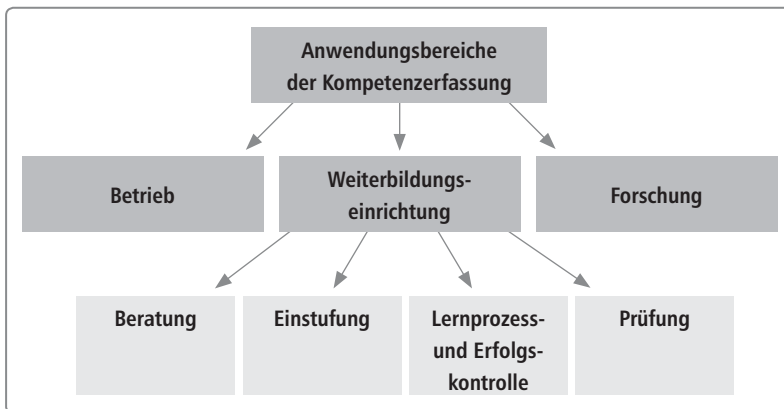 Anwendungsbereiche
der Kompetenzerfassung
Betrieb
Weiterbildungs-
einrichtung
Forschung
Beratung
Einstufung
Lernprozess-
und Erfolgs-
kontrolle
Prüfung